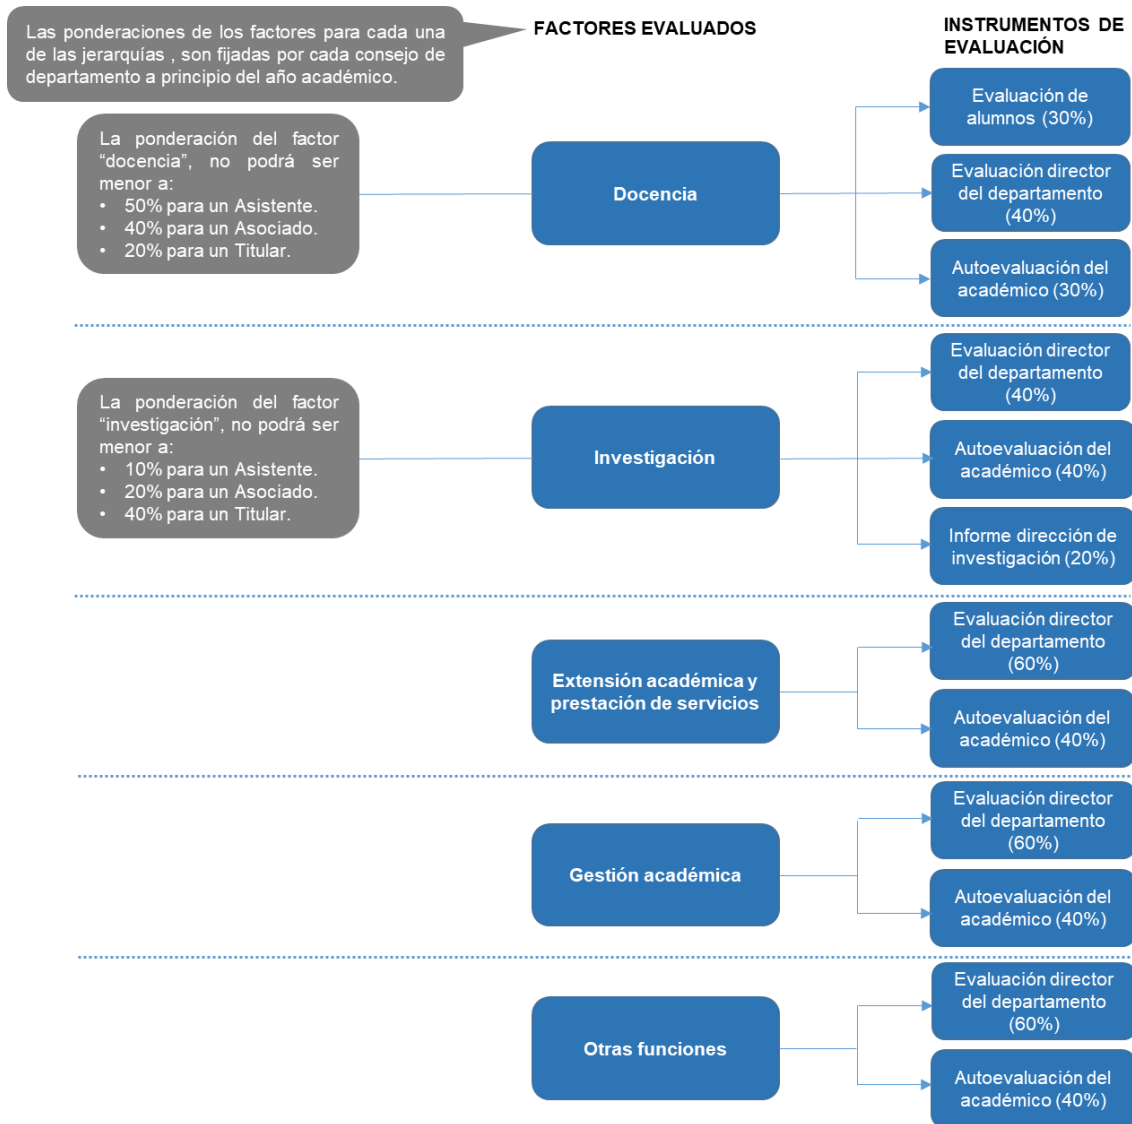 Las ponderaciones de los factores para cada una
de las jerarquías , son fijadas por cada consejo de
departamento a principio del año académico.
FACTORES EVALUADOS
INSTRUMENTOS DE
EVALUACIÓN
La ponderación del factor
“docencia”, no podrá ser
menor a:
• 50% para un Asistente.
• 40% para un Asociado.
• 20% para un Titular.
Docencia
Evaluación de
alumnos (30%)
Evaluación director
del departamento
(40%)
Autoevaluación del
académico (30%)
La ponderación del factor
“investigación”, no podrá ser
menor a:
• 10% para un Asistente.
• 20% para un Asociado.
• 40% para un Titular.
Investigación
Evaluación director
del departamento
(40%)
Autoevaluación del
académico (40%)
Informe dirección de
investigación (20%)
Extensión académica y
prestación de servicios
Evaluación director
del departamento
(60%)
Autoevaluación del
académico (40%)
Gestión académica
Evaluación director
del departamento
(60%)
Autoevaluación del
académico (40%)
Otras funciones
Evaluación director
del departamento
(60%)
Autoevaluación del
académico (40%)